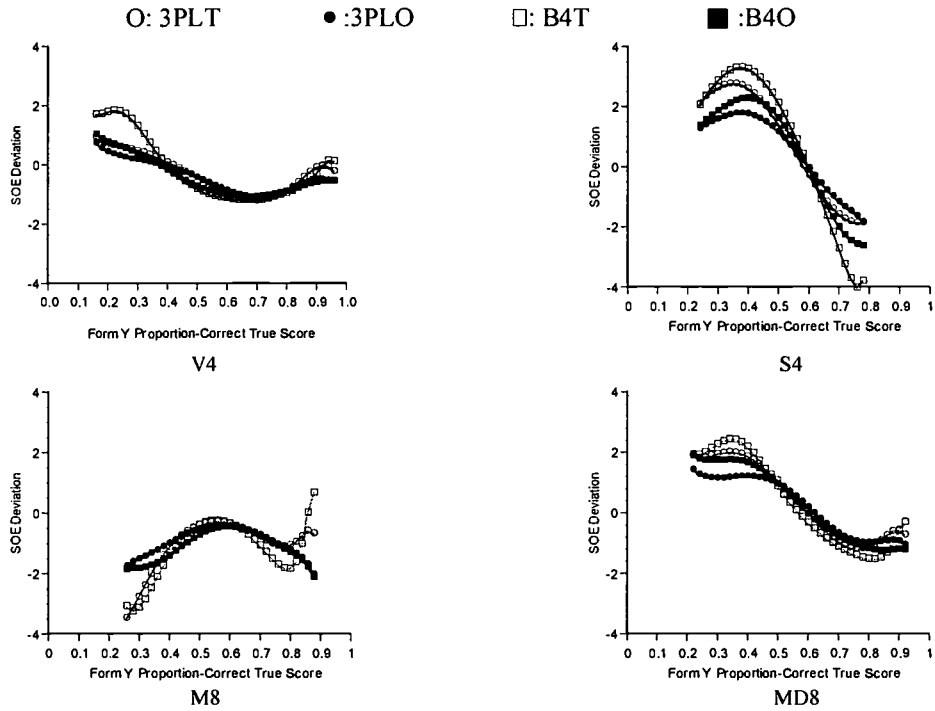 O: 3PLT ● :3PLO □: B4T ■ :B4O
4
2
0
-2
-4
SOE Deviation
0.0 0.1 0.2 0.3 0.4 0.5 0.6 0.7 0.8 0.9 1.0
Form Y Proportion-Correct True Score
V4
4
2
0
-2
-4
SOE Deviation
0 0.1 0.2 0.3 0.4 0.5 0.6 0.7 0.8 0.9 1
Form Y Proportion-Correct True Score
S4
4
2
0
-2
-4
SOE Deviation
0 0.1 0.2 0.3 0.4 0.5 0.6 0.7 0.8 0.9 1
Form Y Proportion-Correct True Score
M8
4
2
0
-2
-4
SOE Deviation
0 0.1 0.2 0.3 0.4 0.5 0.6 0.7 0.8 0.9 1
Form Y Proportion-Correct True Score
MD8